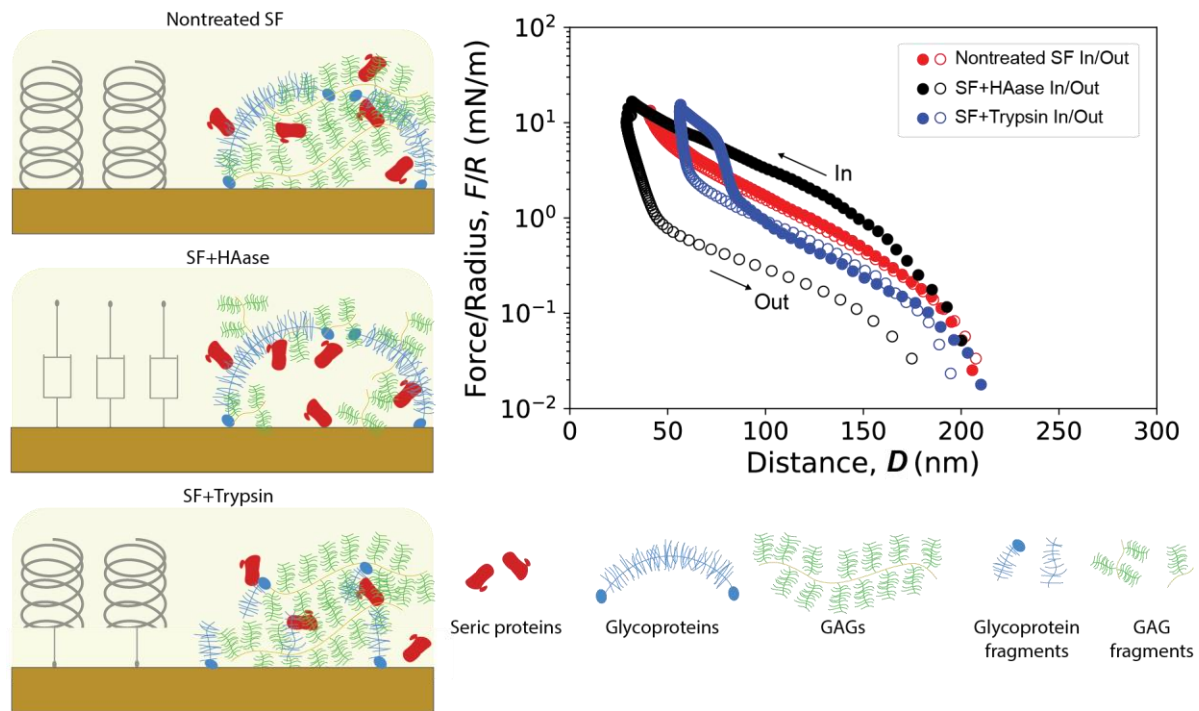 Nontreated SF
SF+HAase
SF+Trypsin
Force/Radius, F/R (mN/m)
10²
10¹
10⁰
10⁻¹
10⁻²
Nontreated SF In/Out
SF+HAase In/Out
SF+Trypsin In/Out
In
Out
0 50 100 150 200 250 300
Distance, D (nm)
Seric proteins
Glycoproteins
GAGs
Glycoprotein
fragments
GAG
fragments